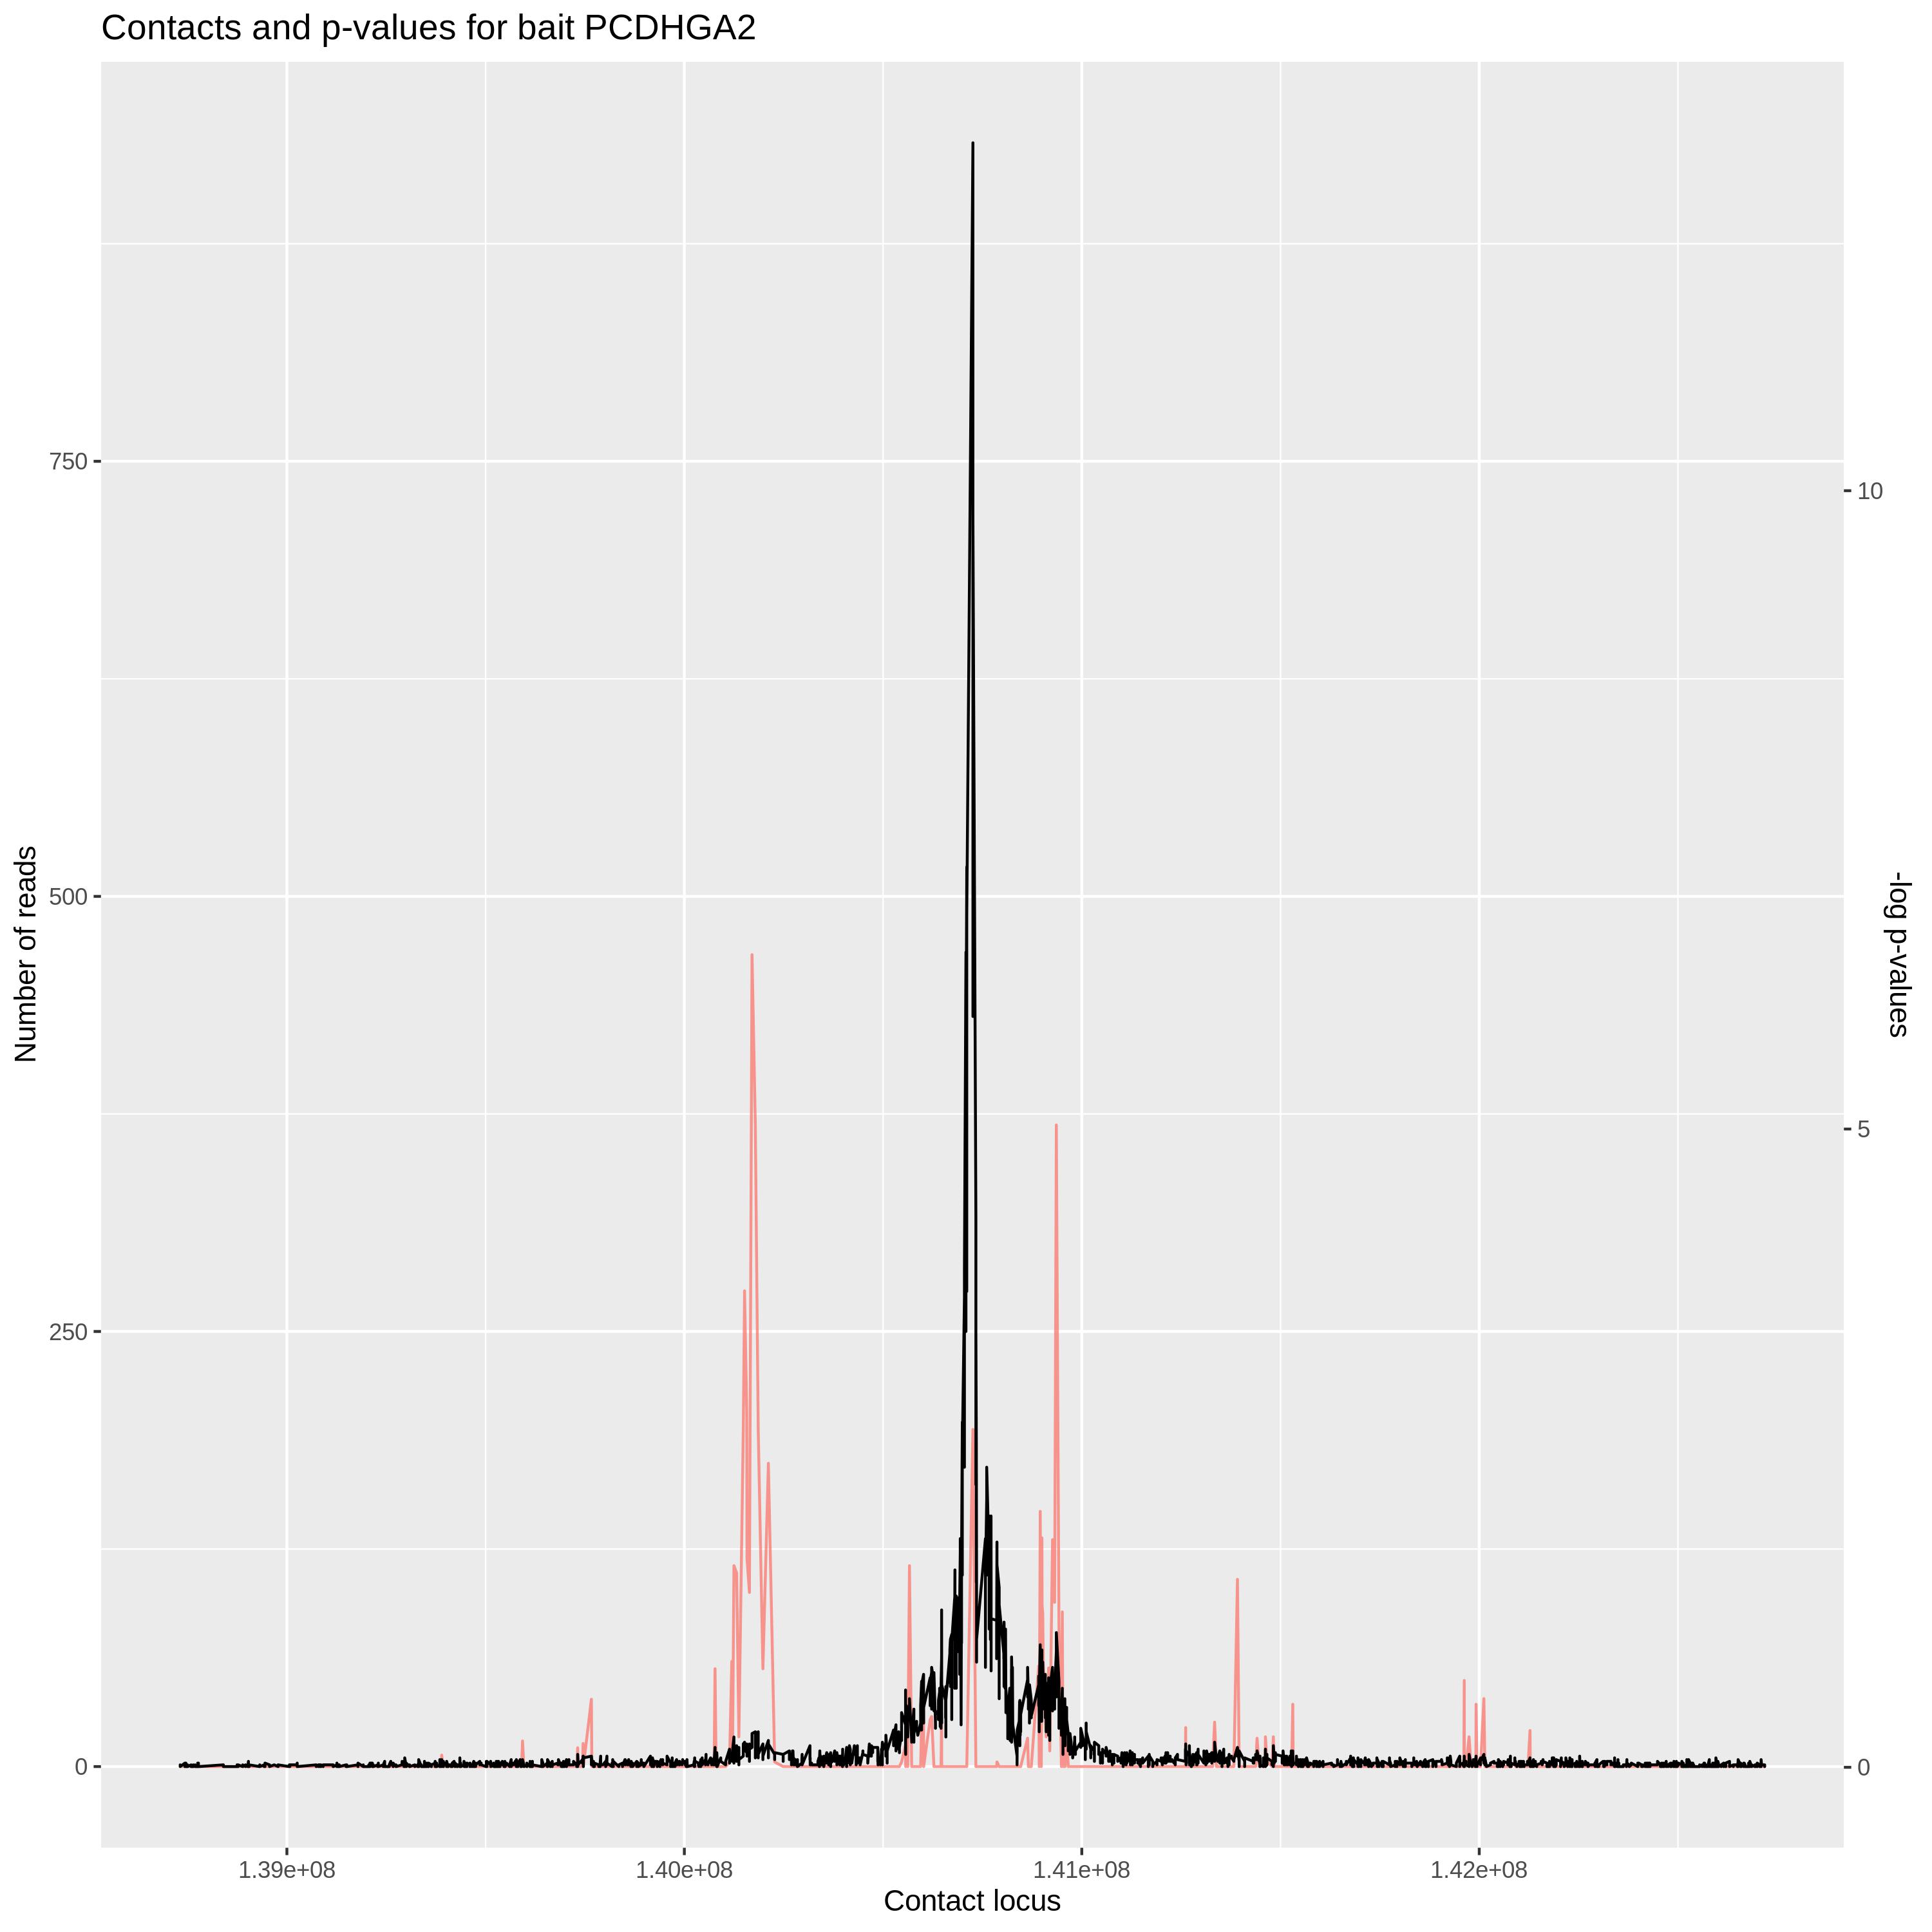 Contacts and p-values for bait PCDHGA2
750
500
250
0
10
5
0
Number of reads
-log p-values
1.39e+08
1.40e+08
1.41e+08
1.42e+08
Contact locus